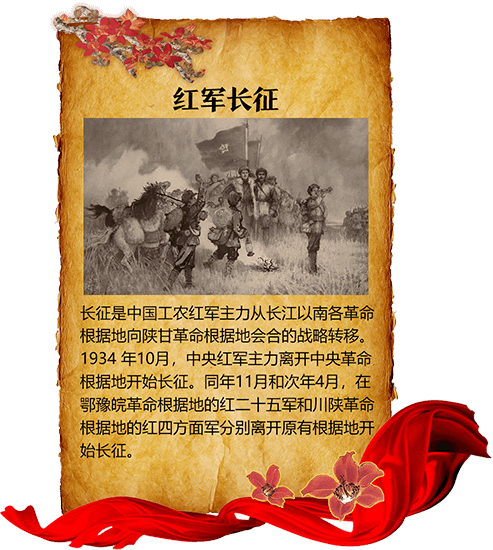 红军长征
长征是中国工农红军主力从长江以南各革命
根据地向陕甘革命根据地会合的战略转移。
1934 年10月，中央红军主力离开中央革命
根据地开始长征。同年11月和次年4月，在
鄂豫皖革命根据地的红二十五军和川陕革命
根据地的红四方面军分别离开原有根据地开
始长征。